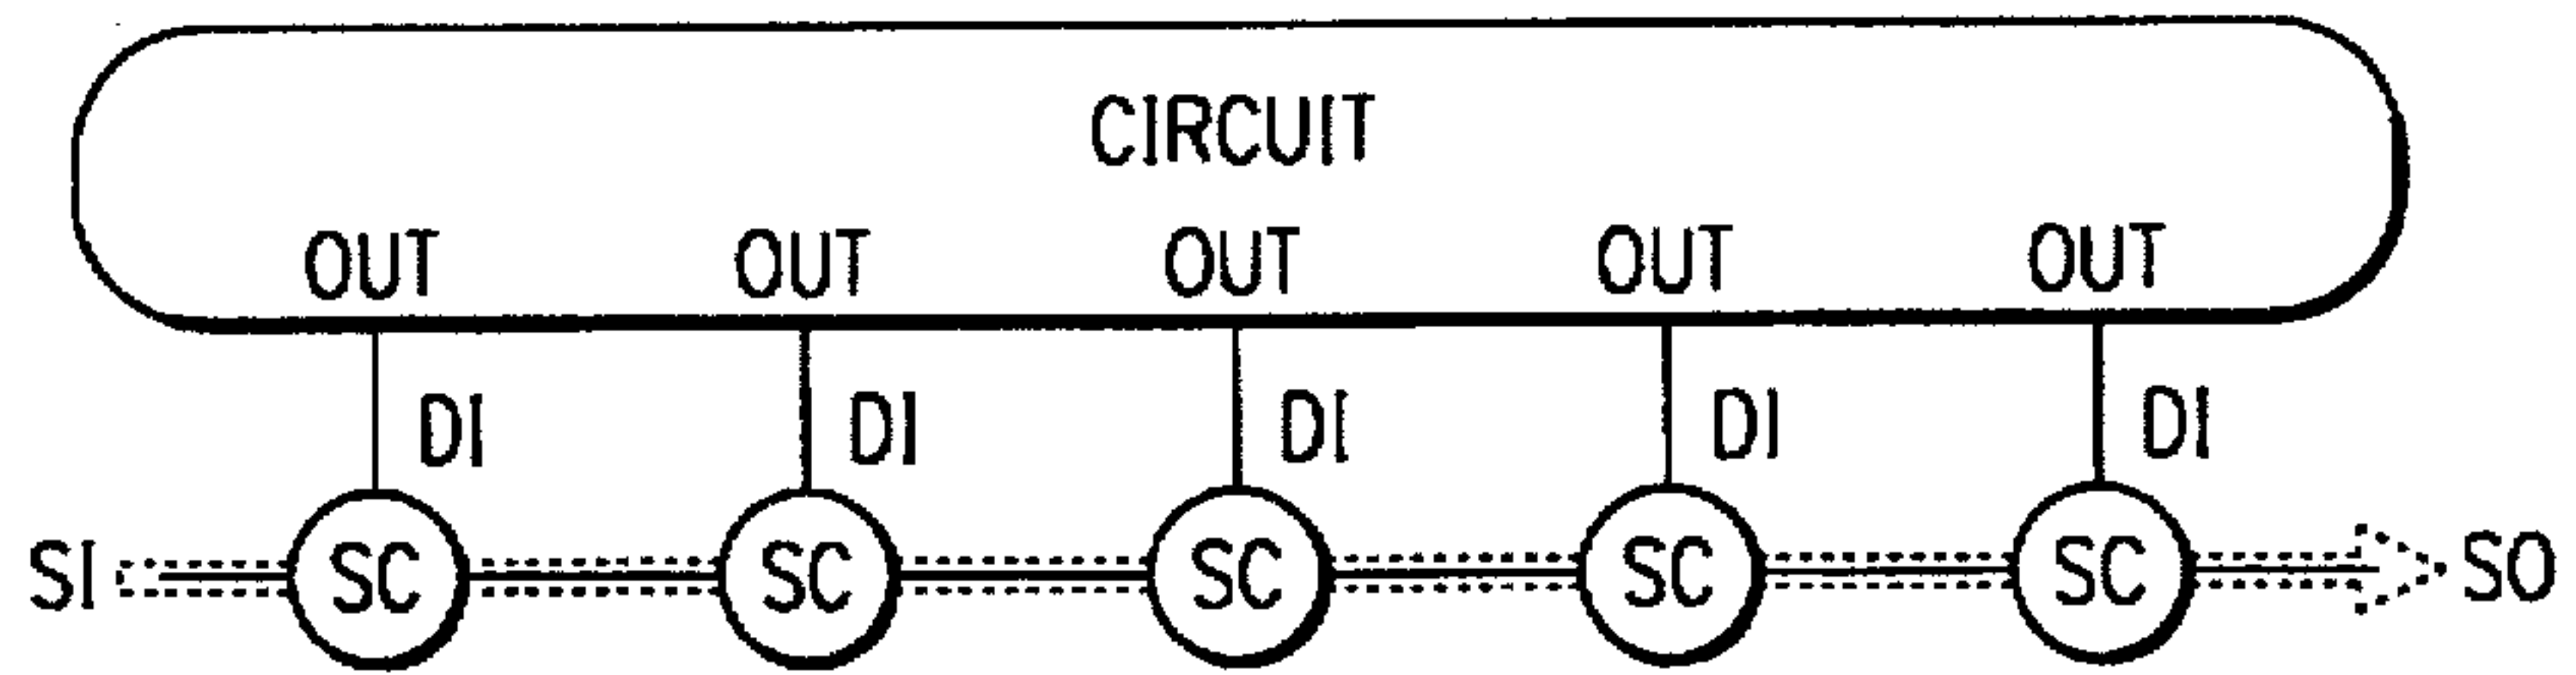 CIRCUIT
OUT OUT OUT OUT OUT
DI DI DI DI DI
SI SC SC SC SC SC SO